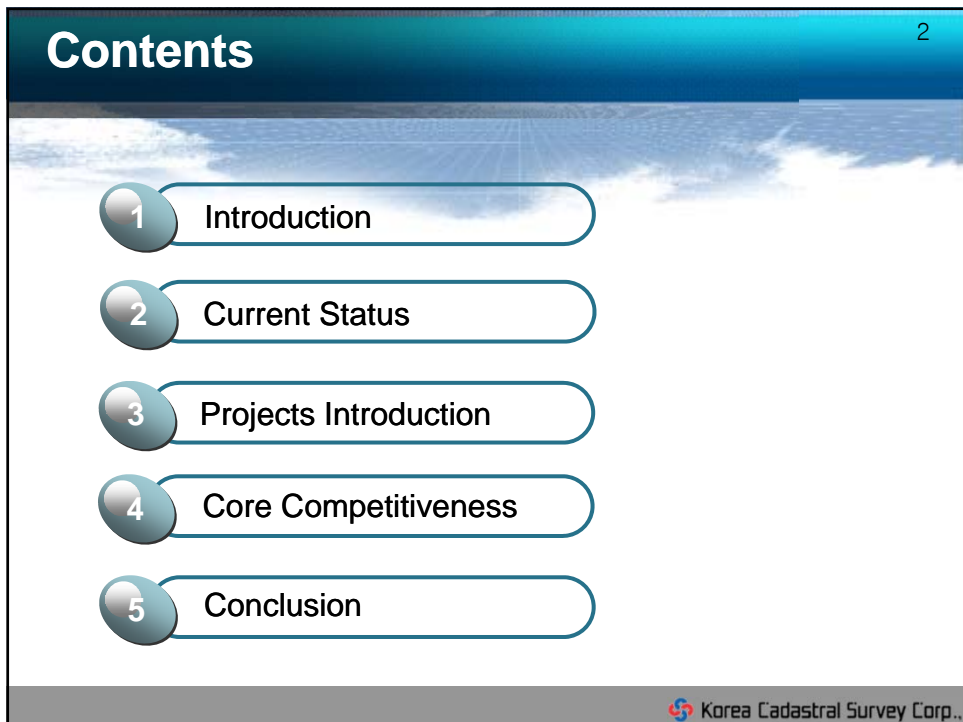 Contents
2
1 Introduction
2 Current Status
3 Projects Introduction
4 Core Competitiveness
5 Conclusion
Korea Cadastral Survey Corp..